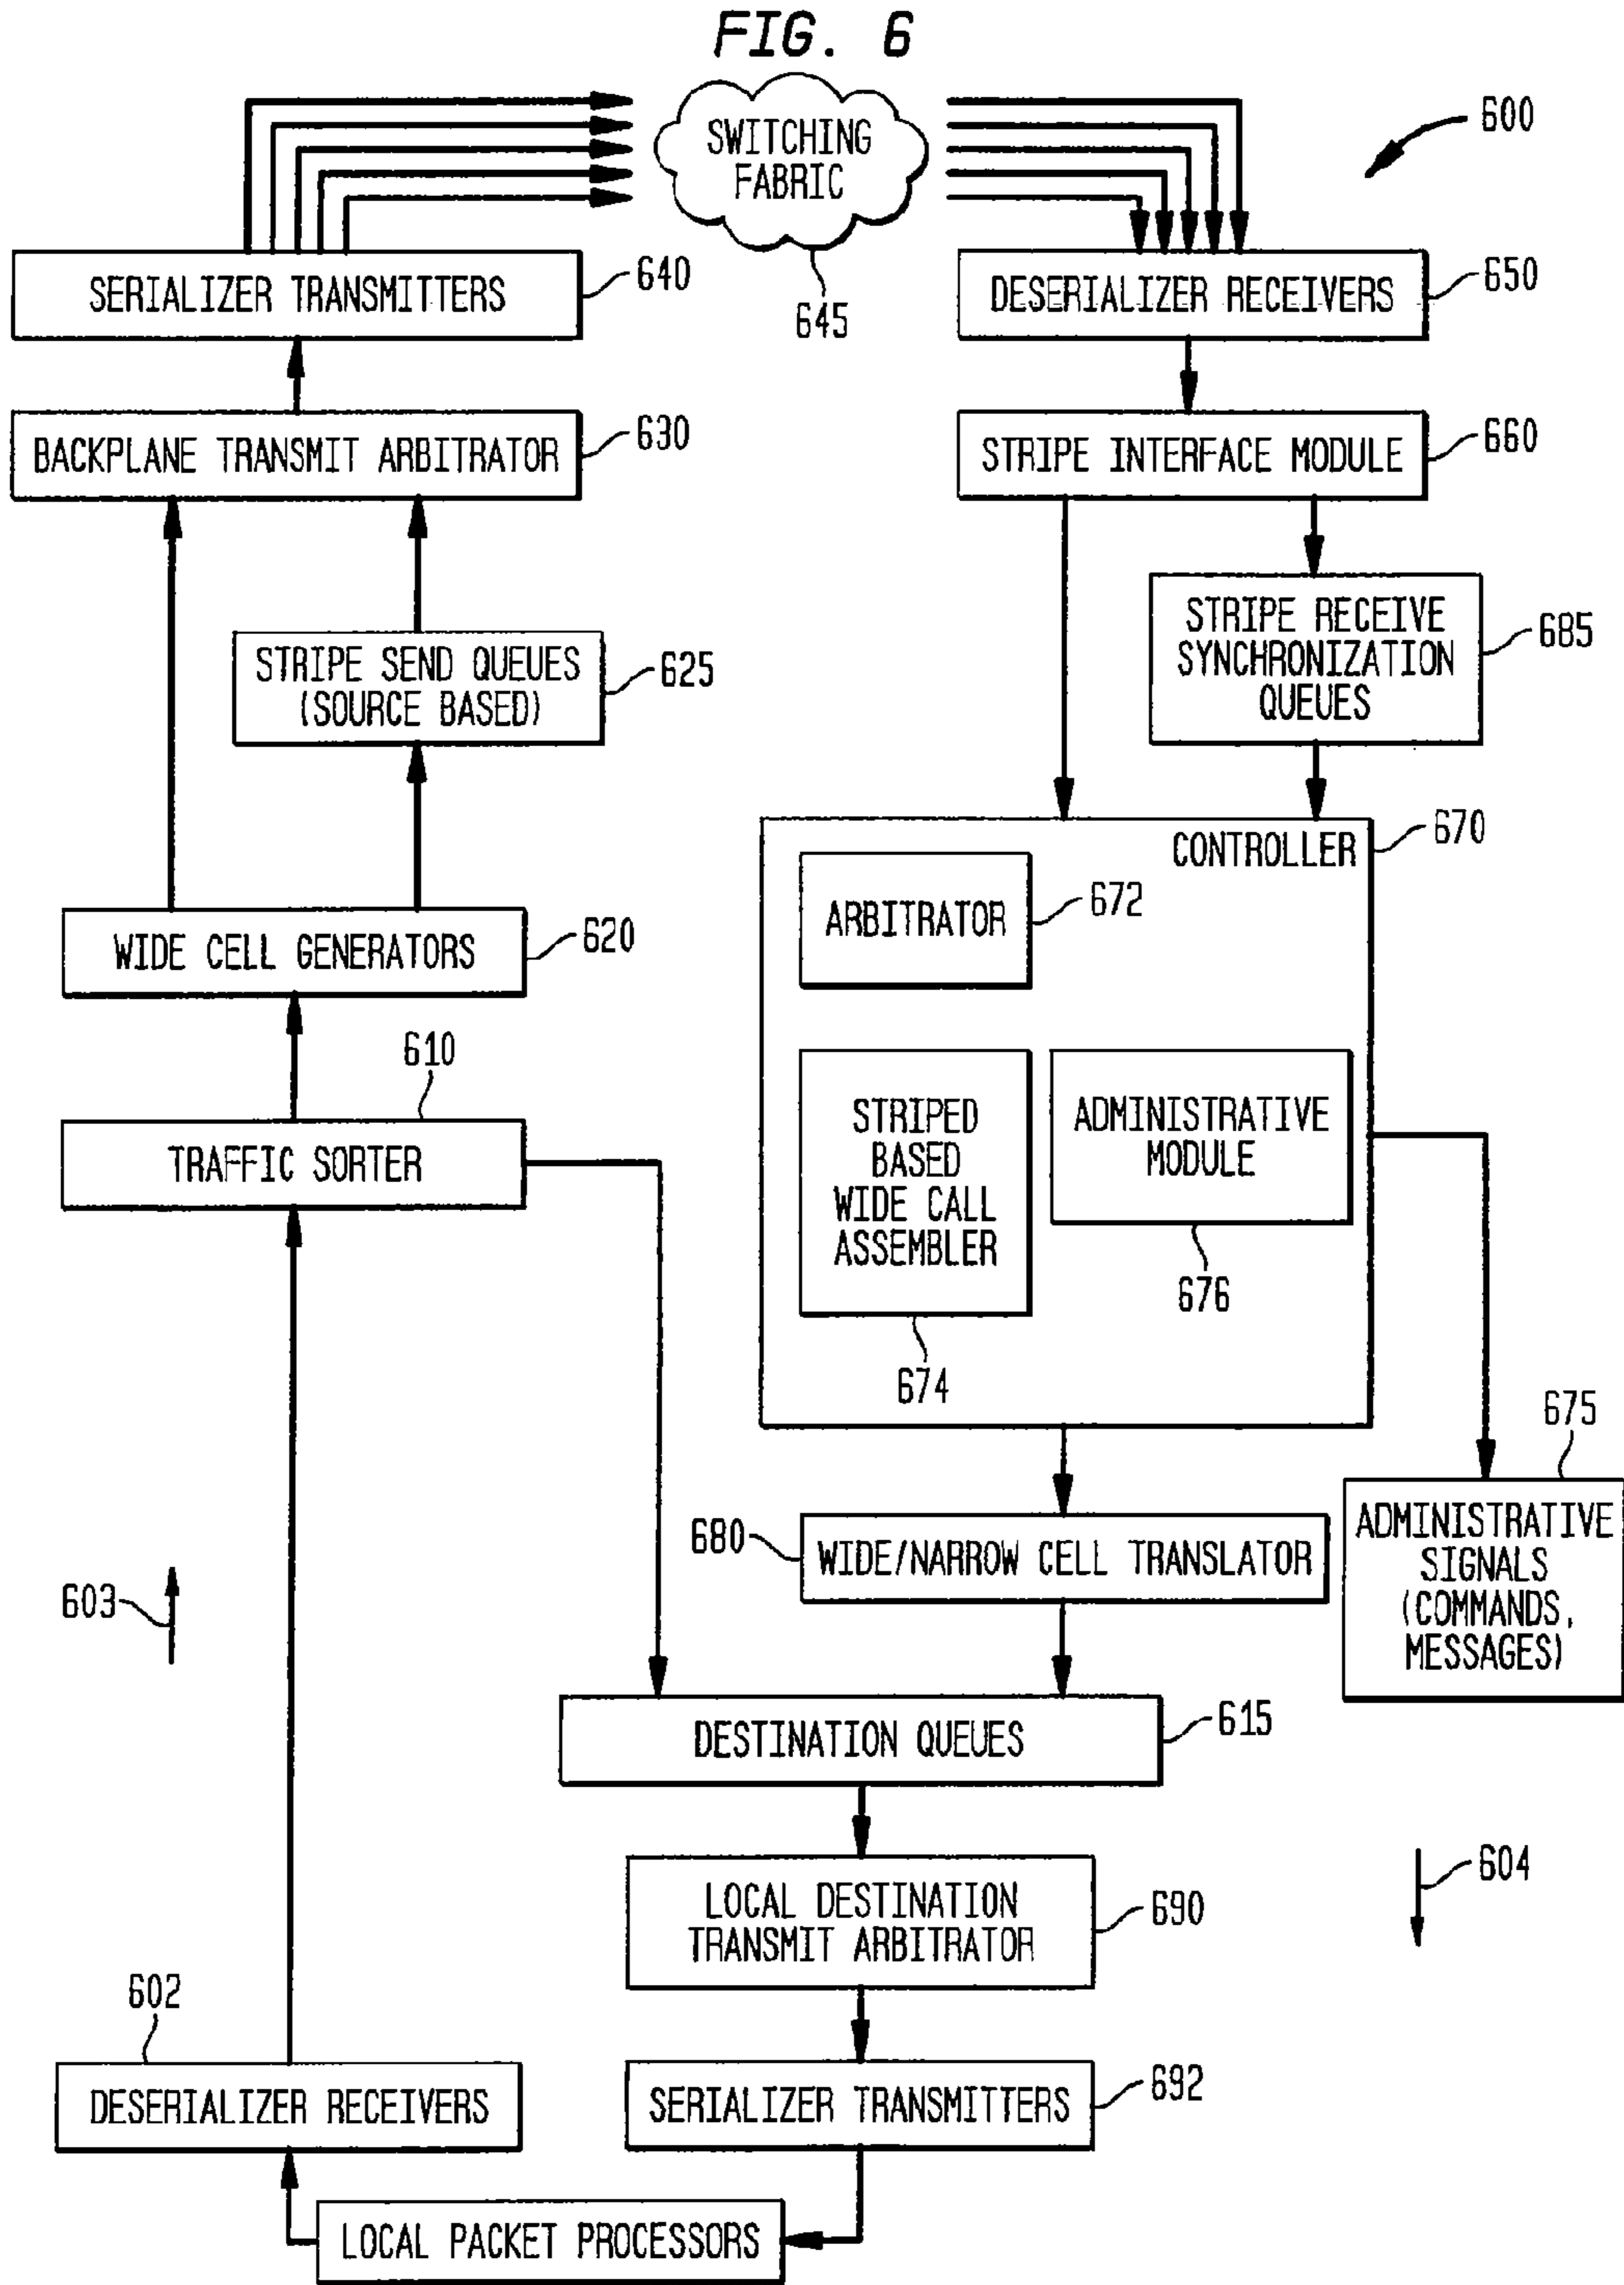 FIG. 6
SWITCHING
FABRIC
600
SERIALIZER TRANSMITTERS
640
645
DESERIALIZER RECEIVERS
650
BACKPLANE TRANSMIT ARBITRATOR
630
STRIPE INTERFACE MODULE
660
STRIPE SEND QUEUES
(SOURCE BASED)
625
STRIPE RECEIVE
SYNCHRONIZATION
QUEUES
685
CONTROLLER
670
ARBITRATOR
672
WIDE CELL GENERATORS
620
610
TRAFFIC SORTER
STRIPED
BASED
WIDE CALL
ASSEMBLER
674
ADMINISTRATIVE
MODULE
676
675
ADMINISTRATIVE
SIGNALS
(COMMANDS,
MESSAGES)
680
WIDE/NARROW CELL TRANSLATOR
603
DESTINATION QUEUES
615
LOCAL DESTINATION
TRANSMIT ARBITRATOR
690
604
602
DESERIALIZER RECEIVERS
SERIALIZER TRANSMITTERS
692
LOCAL PACKET PROCESSORS